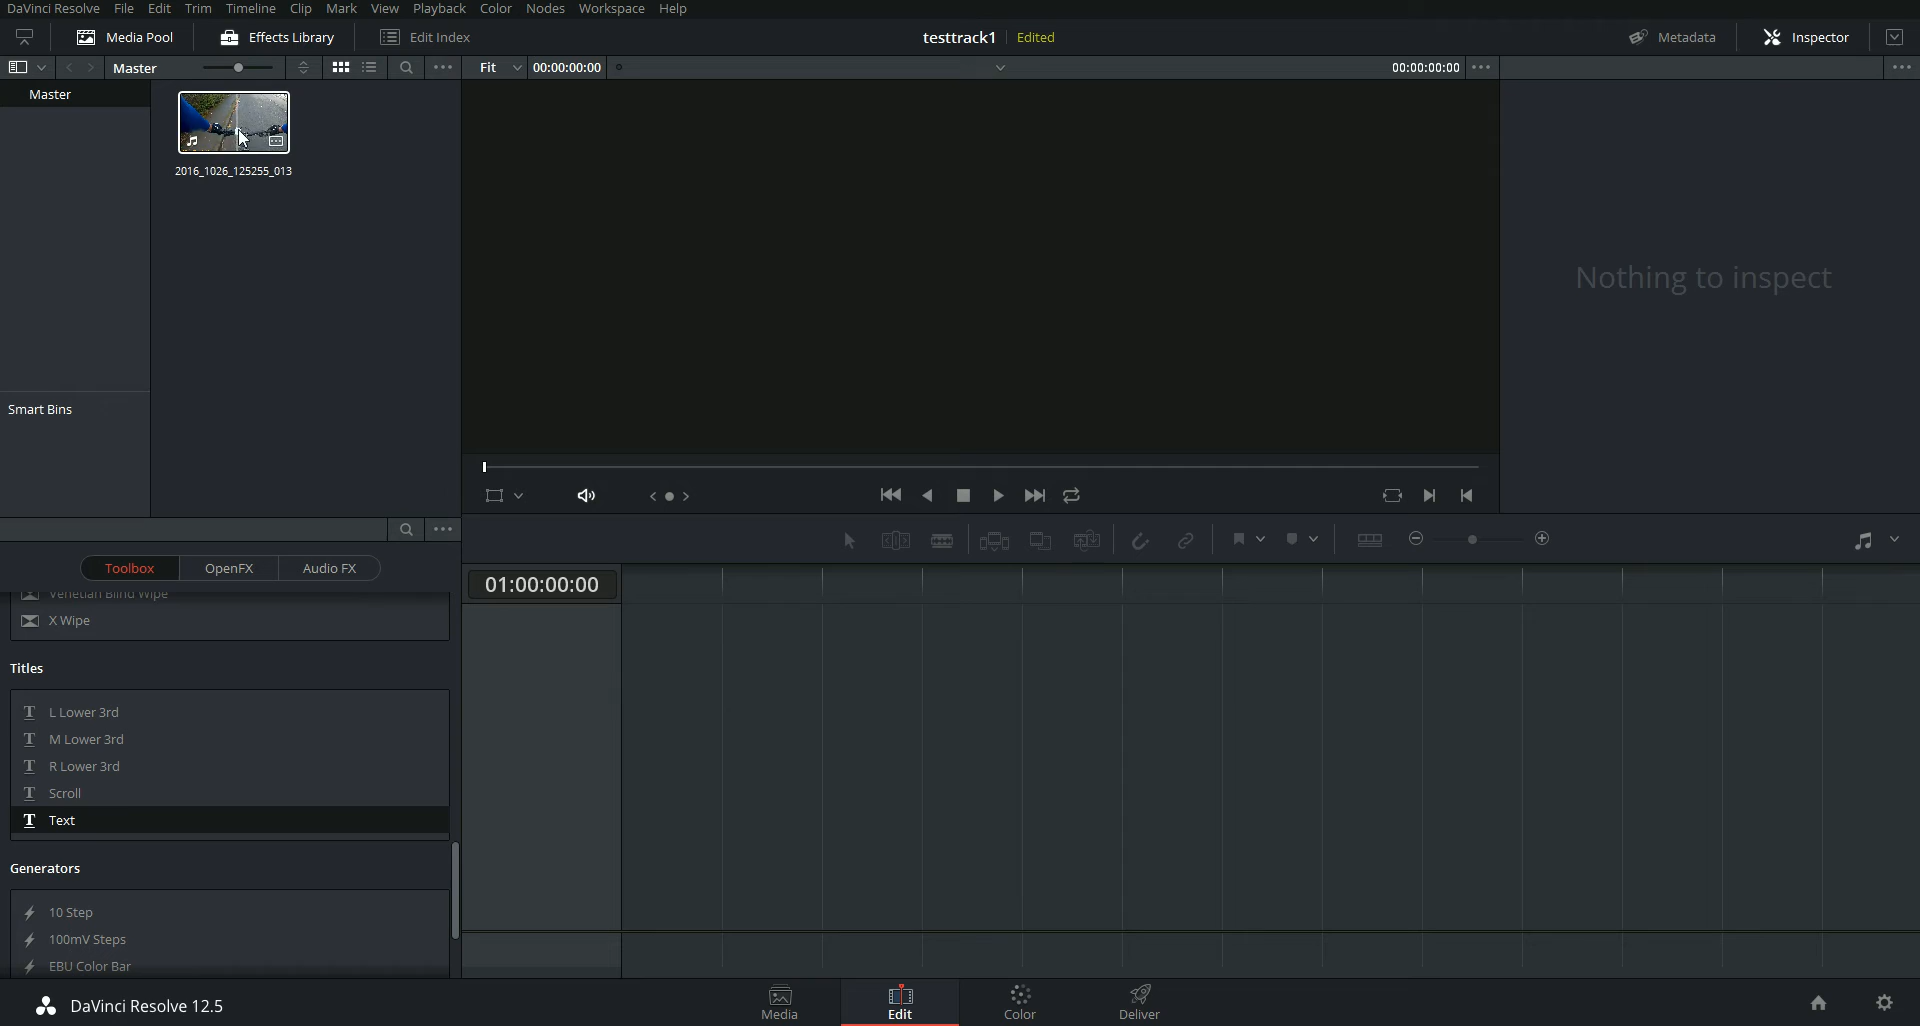 DaVinci Resolve File Edit Trim Timeline Clip Mark View Playback Color Nodes Workspace Help
Media Pool Effects Library Edit Index testtrack1 Edited Metadata Inspector
Master Fit 00:00:00:00 00:00:00:00
Master
2016_1026_125255_013
Nothing to inspect
Smart Bins
Toolbox OpenFX Audio FX
01:00:00:00
Venetian Blind Wipe
X Wipe
Titles
L Lower 3rd
M Lower 3rd
R Lower 3rd
Scroll
Text
Generators
10 Step
100mV Steps
EBU Color Bar
DaVinci Resolve 12.5
Media Edit Color Deliver